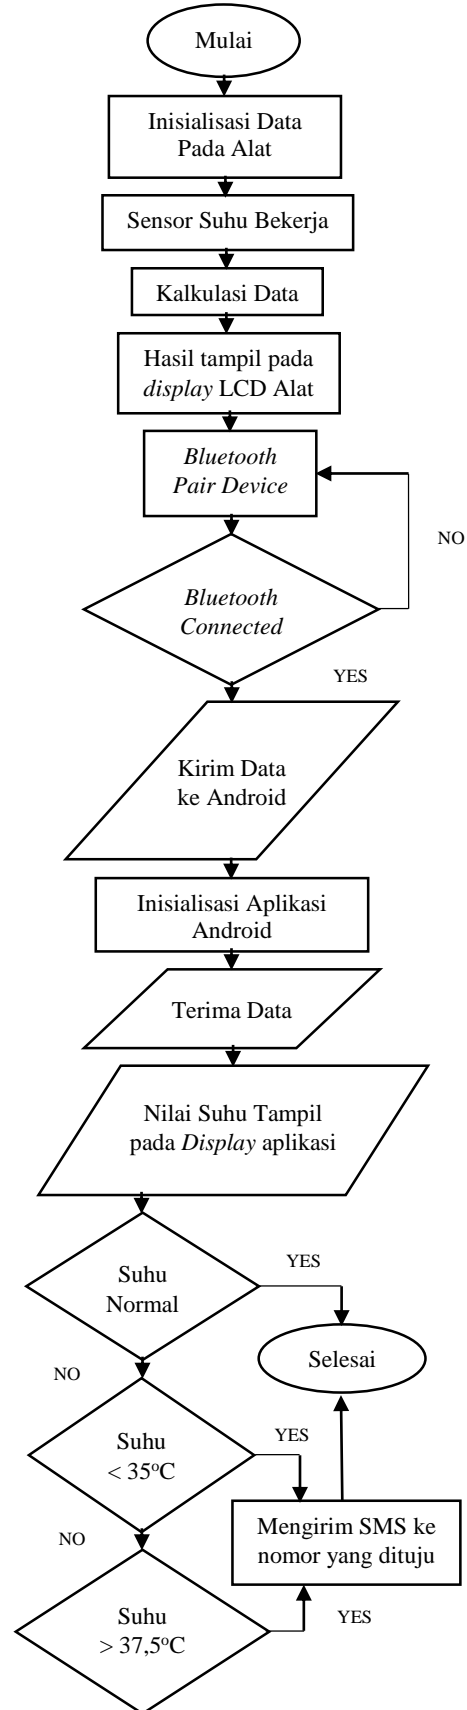 Mulai
Inisialisasi Data
Pada Alat
Sensor Suhu Bekerja
Kalkulasi Data
Hasil tampil pada
display LCD Alat
Bluetooth
Pair Device
NO
Bluetooth
Connected
YES
Kirim Data
ke Android
Inisialisasi Aplikasi
Android
Terima Data
Nilai Suhu Tampil
pada Display aplikasi
Suhu
Normal
YES
Selesai
NO
Suhu
< 35°C
YES
Mengirim SMS ke
nomor yang dituju
NO
Suhu
> 37,5°C
YES